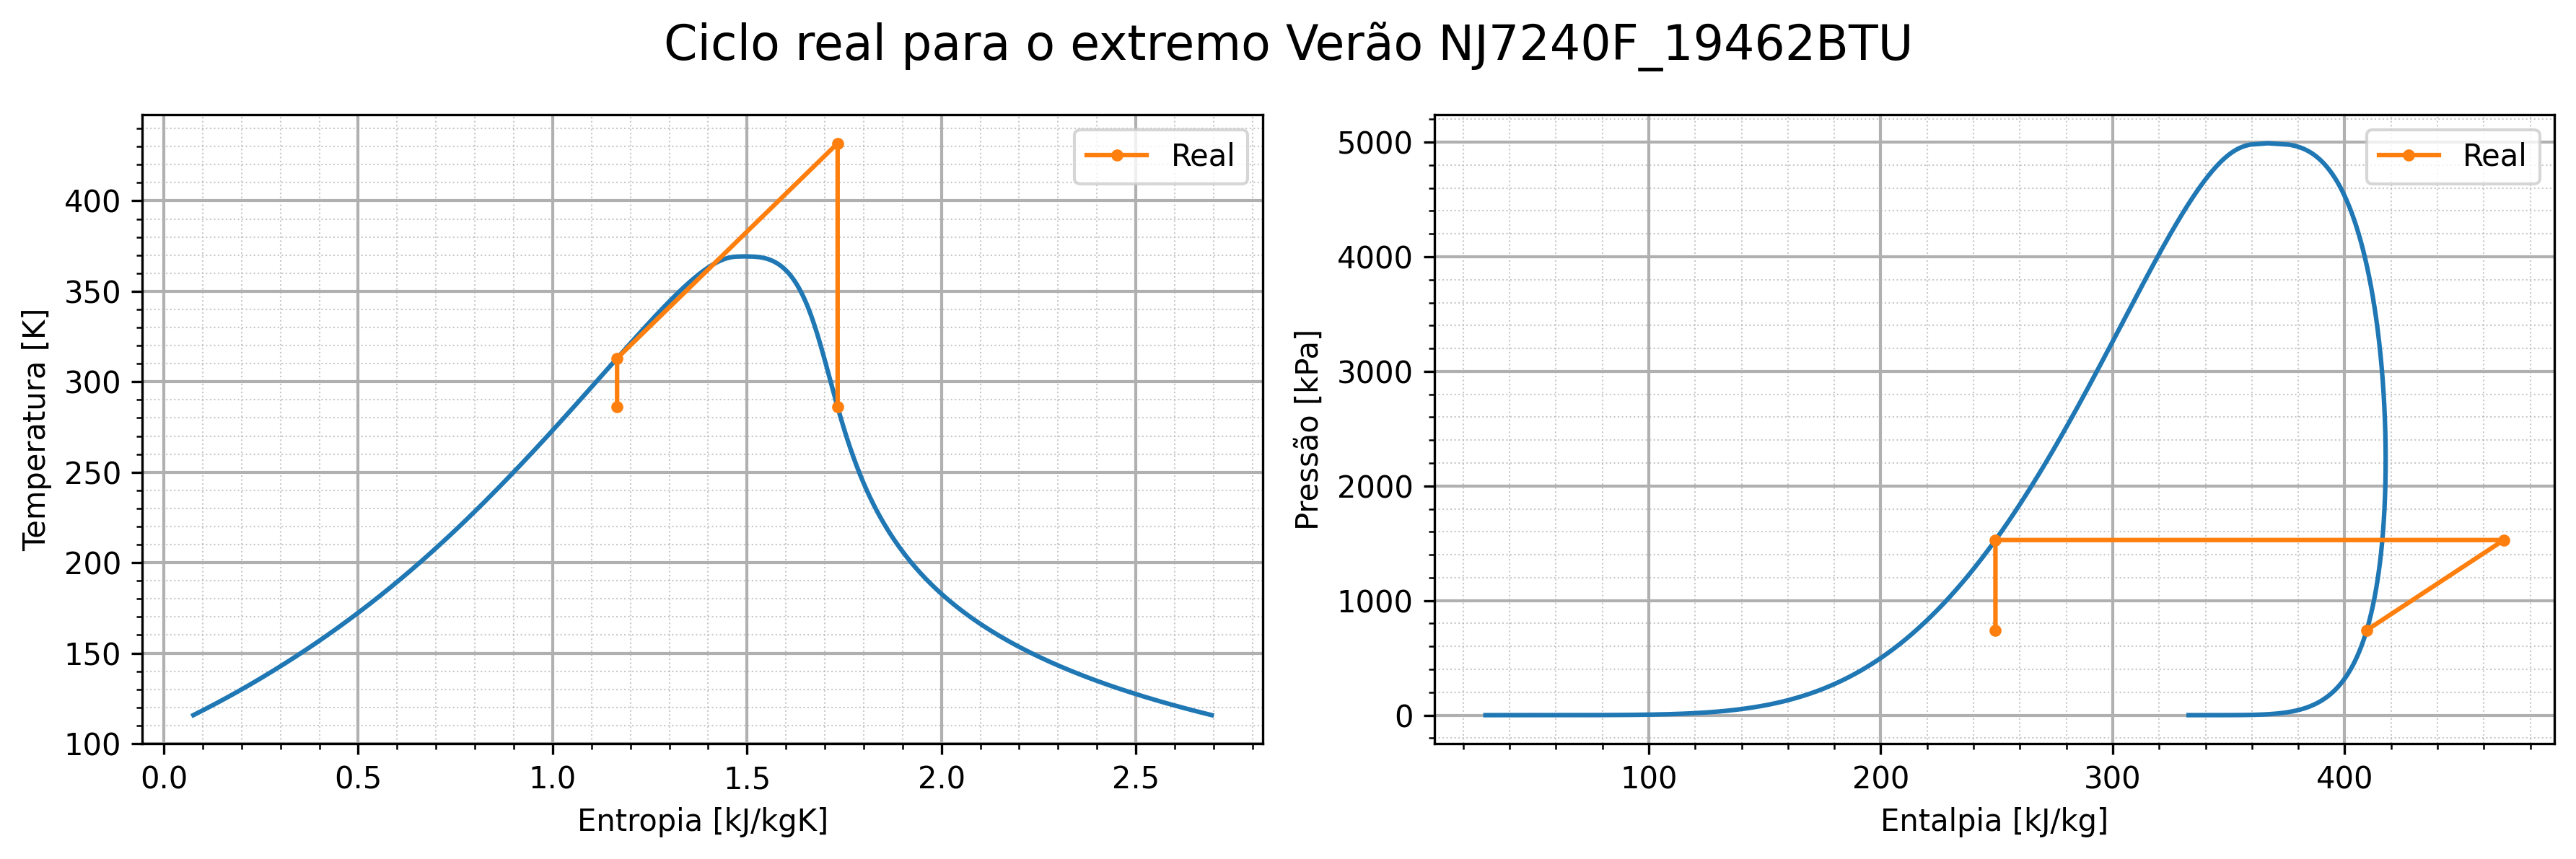 Ciclo real para o extremo Verão NJ7240F_19462BTU
Temperatura [K]
400
350
300
250
200
150
100
0.0 0.5 1.0 1.5 2.0 2.5
Entropia [kJ/kgK]
Real
Pressão [kPa]
5000
4000
3000
2000
1000
0
100 200 300 400
Entalpia [kJ/kg]
Real